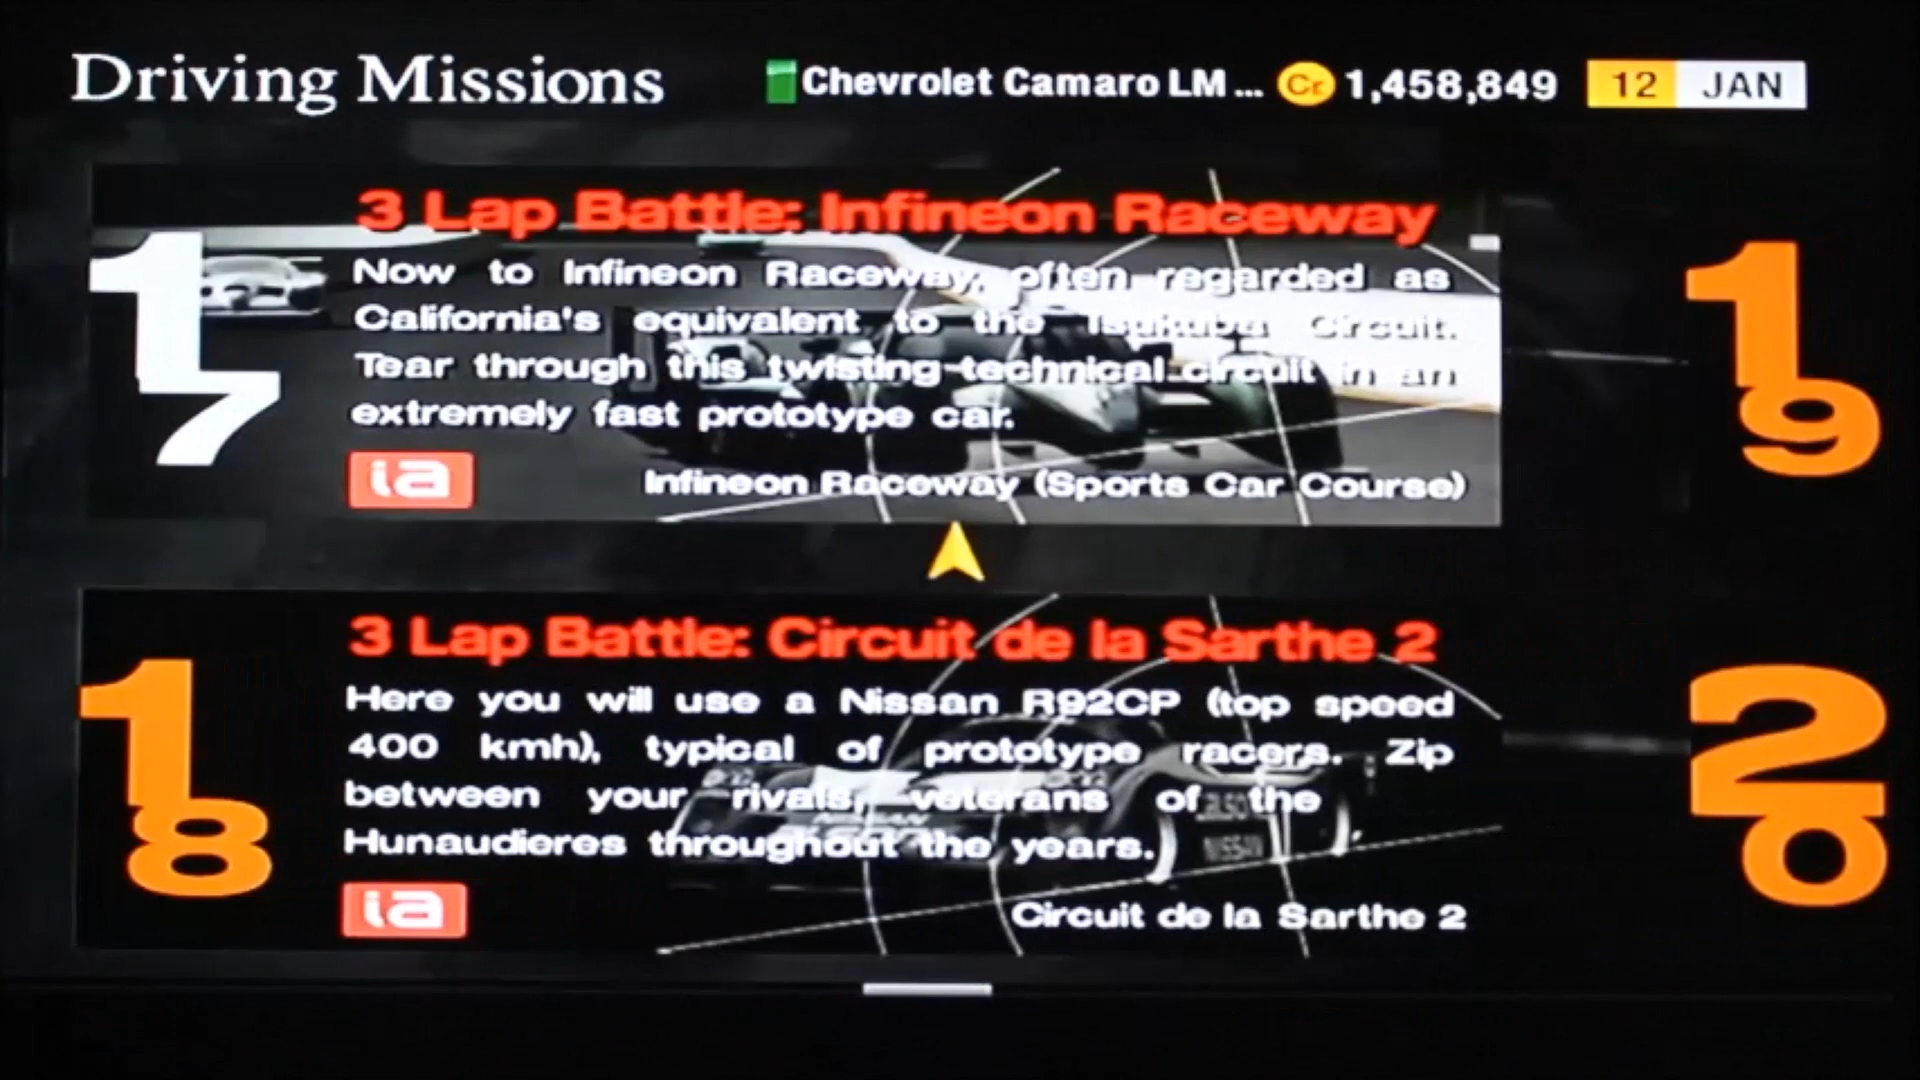 Driving Missions
Chevrolet Camaro LM ...
Cr 1,458,849
12 JAN
17
3 Lap Battle: Infineon Raceway
Now to Infineon Raceway, often regarded as
California's equivalent to the Tsukuba Circuit.
Tear through this twisting technical circuit in an
extremely fast prototype car.
iA
Infineon Raceway (Sports Car Course)
19
18
3 Lap Battle: Circuit de la Sarthe 2
Here you will use a Nissan R92CP (top speed
400 kmh), typical of prototype racers. Zip
between your rivals, veterans of the
Hunaudieres throughout the years.
NISSAN
iA
Circuit de la Sarthe 2
20